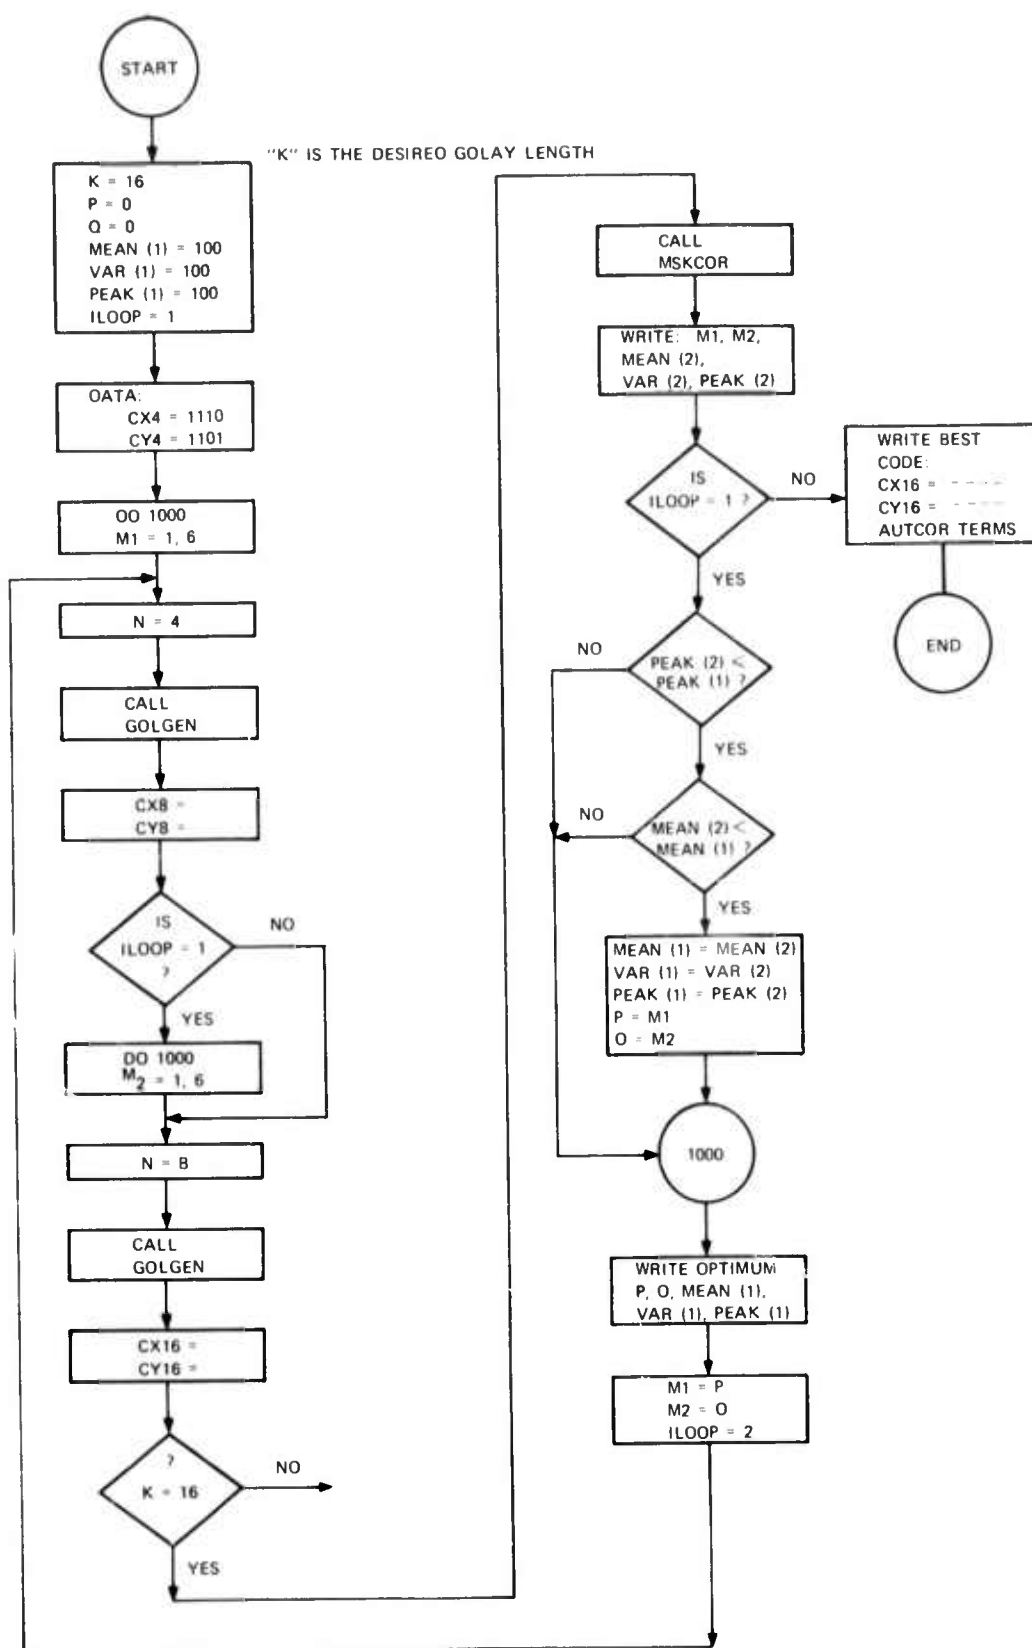 START
"K" IS THE DESIREO GOLAY LENGTH
K = 16
P = 0
Q = 0
MEAN (1) = 100
VAR (1) = 100
PEAK (1) = 100
ILOOP = 1
OATA:
CX4 = 1110
CY4 = 1101
OO 1000
M1 = 1, 6
N = 4
CALL
GOLGEN
CX8 =
CY8 =
IS
ILOOP = 1
?
NO
YES
DO 1000
M2 = 1, 6
N = B
CALL
GOLGEN
CX16 =
CY16 =
?
K = 16
NO
YES
CALL
MSKCOR
WRITE: M1, M2,
MEAN (2),
VAR (2), PEAK (2)
IS
ILOOP = 1 ?
NO
YES
WRITE BEST
CODE:
CX16 = - - - - -
CY16 = - - - - -
AUTCOR TERMS
END
PEAK (2) <
PEAK (1) ?
NO
YES
MEAN (2) <
MEAN (1) ?
NO
YES
MEAN (1) = MEAN (2)
VAR (1) = VAR (2)
PEAK (1) = PEAK (2)
P = M1
O = M2
1000
WRITE OPTIMUM
P, O, MEAN (1),
VAR (1), PEAK (1)
M1 = P
M2 = O
ILOOP = 2